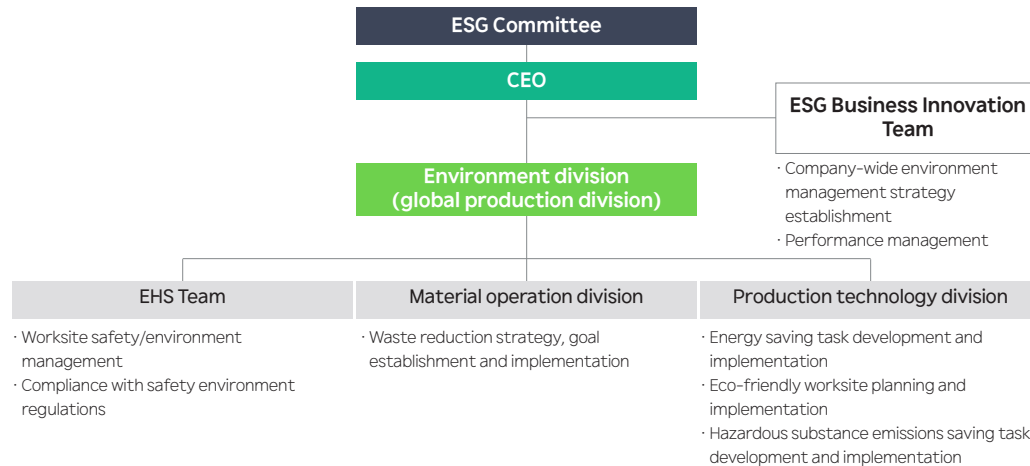 ESG Committee
CEO
ESG Business Innovation
Team
· Company-wide environment
management strategy
establishment
· Performance management
Environment division
(global production division)
EHS Team
· Worksite safety/environment
management
· Compliance with safety environment
regulations
Material operation division
· Waste reduction strategy, goal
establishment and implementation
Production technology division
· Energy saving task development and
implementation
· Eco-friendly worksite planning and
implementation
· Hazardous substance emissions saving task
development and implementation